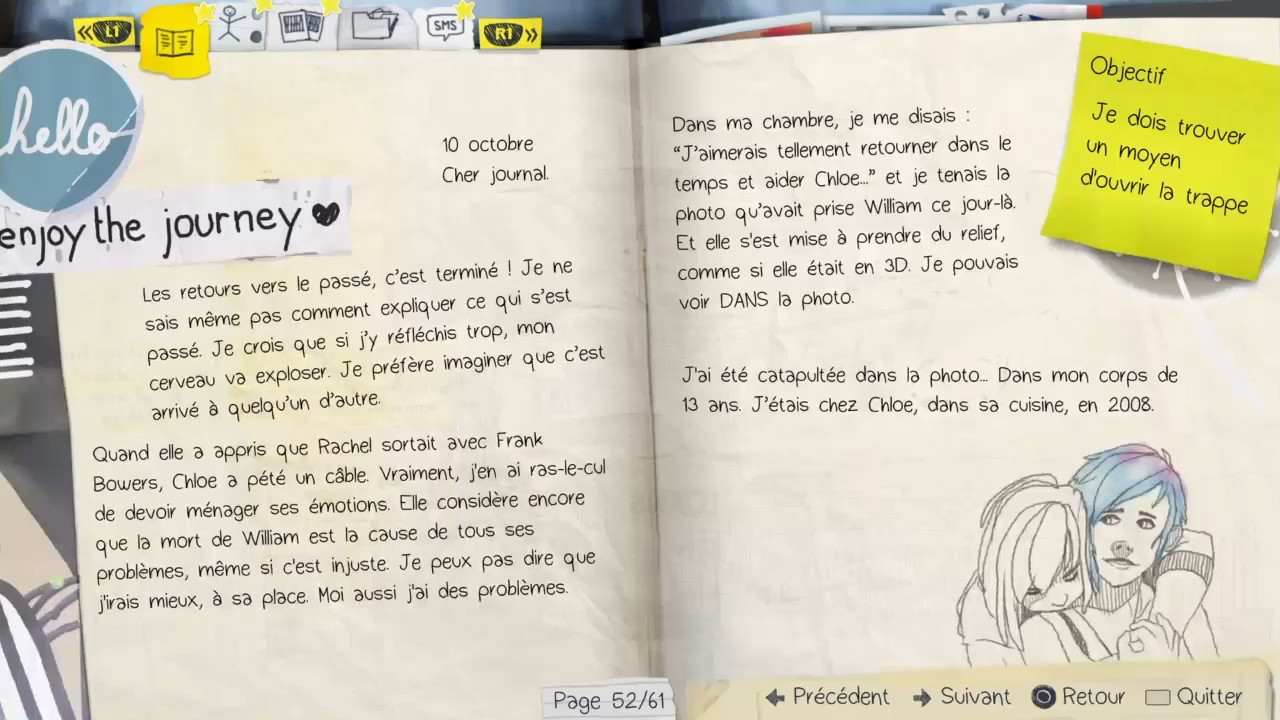 L1
SMS
R1
hello
enjoy the journey
10 octobre
Cher journal.
Les retours vers le passé, c'est terminé ! Je ne
sais même pas comment expliquer ce qui s'est
passé. Je crois que si j'y réfléchis trop, mon
cerveau va exploser. Je préfère imaginer que c'est
arrivé à quelqu'un d'autre.
Quand elle a appris que Rachel sortait avec Frank
Bowers, Chloe a pété un câble. Vraiment, j'en ai ras-le-cul
de devoir ménager ses émotions. Elle considère encore
que la mort de William est la cause de tous ses
problèmes, même si c'est injuste. Je peux pas dire que
j'irais mieux, à sa place. Moi aussi j'ai des problèmes.
Dans ma chambre, je me disais :
“J'aimerais tellement retourner dans le
temps et aider Chloe...” et je tenais la
photo qu'avait prise William ce jour-là.
Et elle s'est mise à prendre du relief,
comme si elle était en 3D. Je pouvais
voir DANS la photo.
J'ai été catapultée dans la photo... Dans mon corps de
13 ans. J'étais chez Chloe, dans sa cuisine, en 2008.
Objectif
Je dois trouver
un moyen
d'ouvrir la trappe
Page 52/61
Précédent
Suivant
Retour
Quitter